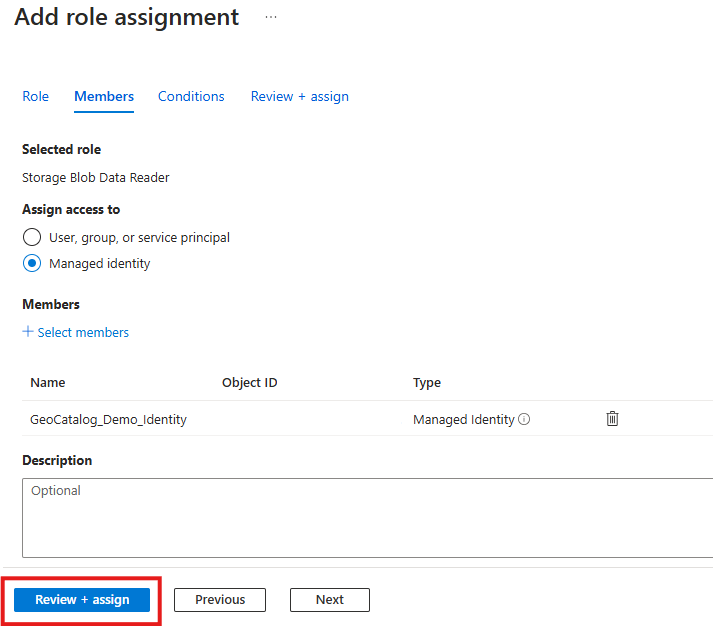 Add role assignment ...
Role Members Conditions Review + assign
Selected role
Storage Blob Data Reader
Assign access to
User, group, or service principal
Managed identity
Members
+ Select members
Name Object ID Type
GeoCatalog_Demo_Identity Managed Identity
Description
Optional
Review + assign Previous Next